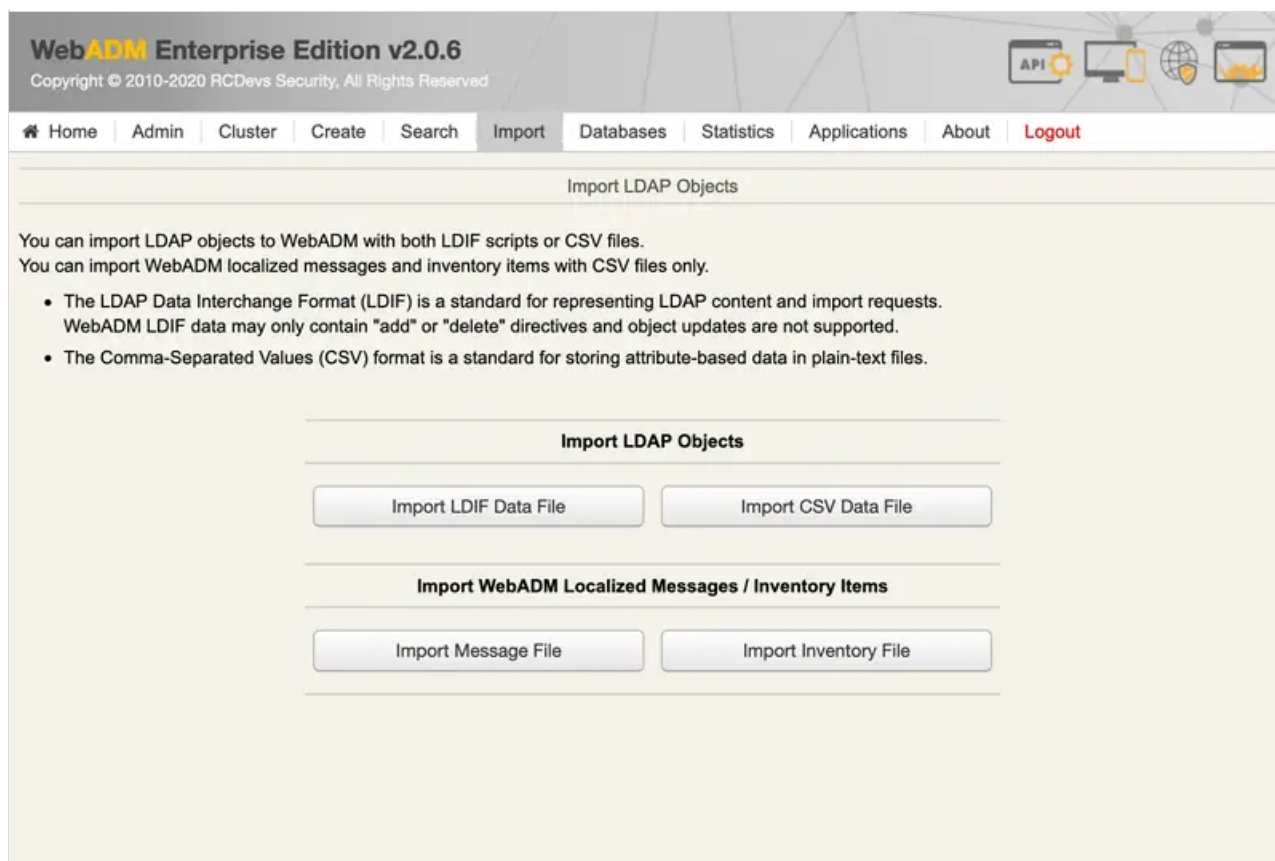 WebADM Enterprise Edition v2.0.6
Copyright © 2010-2020 RCDevs Security, All Rights Reserved
API
Home Admin Cluster Create Search Import Databases Statistics Applications About Logout
Import LDAP Objects
You can import LDAP objects to WebADM with both LDIF scripts or CSV files.
You can import WebADM localized messages and inventory items with CSV files only.
• The LDAP Data Interchange Format (LDIF) is a standard for representing LDAP content and import requests.
WebADM LDIF data may only contain "add" or "delete" directives and object updates are not supported.
• The Comma-Separated Values (CSV) format is a standard for storing attribute-based data in plain-text files.
Import LDAP Objects
Import LDIF Data File Import CSV Data File
Import WebADM Localized Messages / Inventory Items
Import Message File Import Inventory File